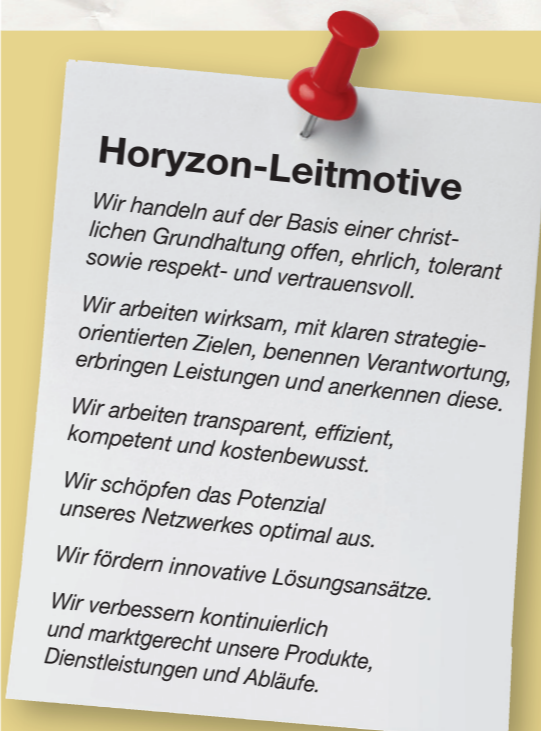 Horyzon-Leitmotive
Wir handeln auf der Basis einer christ-
lichen Grundhaltung offen, ehrlich, tolerant
sowie respekt- und vertrauensvoll.
Wir arbeiten wirksam, mit klaren strategie-
orientierten Zielen, benennen Verantwortung,
erbringen Leistungen und anerkennen diese.
Wir arbeiten transparent, effizient,
kompetent und kostenbewusst.
Wir schöpfen das Potenzial
unseres Netzwerkes optimal aus.
Wir fördern innovative Lösungsansätze.
Wir verbessern kontinuierlich
und marktgerecht unsere Produkte,
Dienstleistungen und Abläufe.